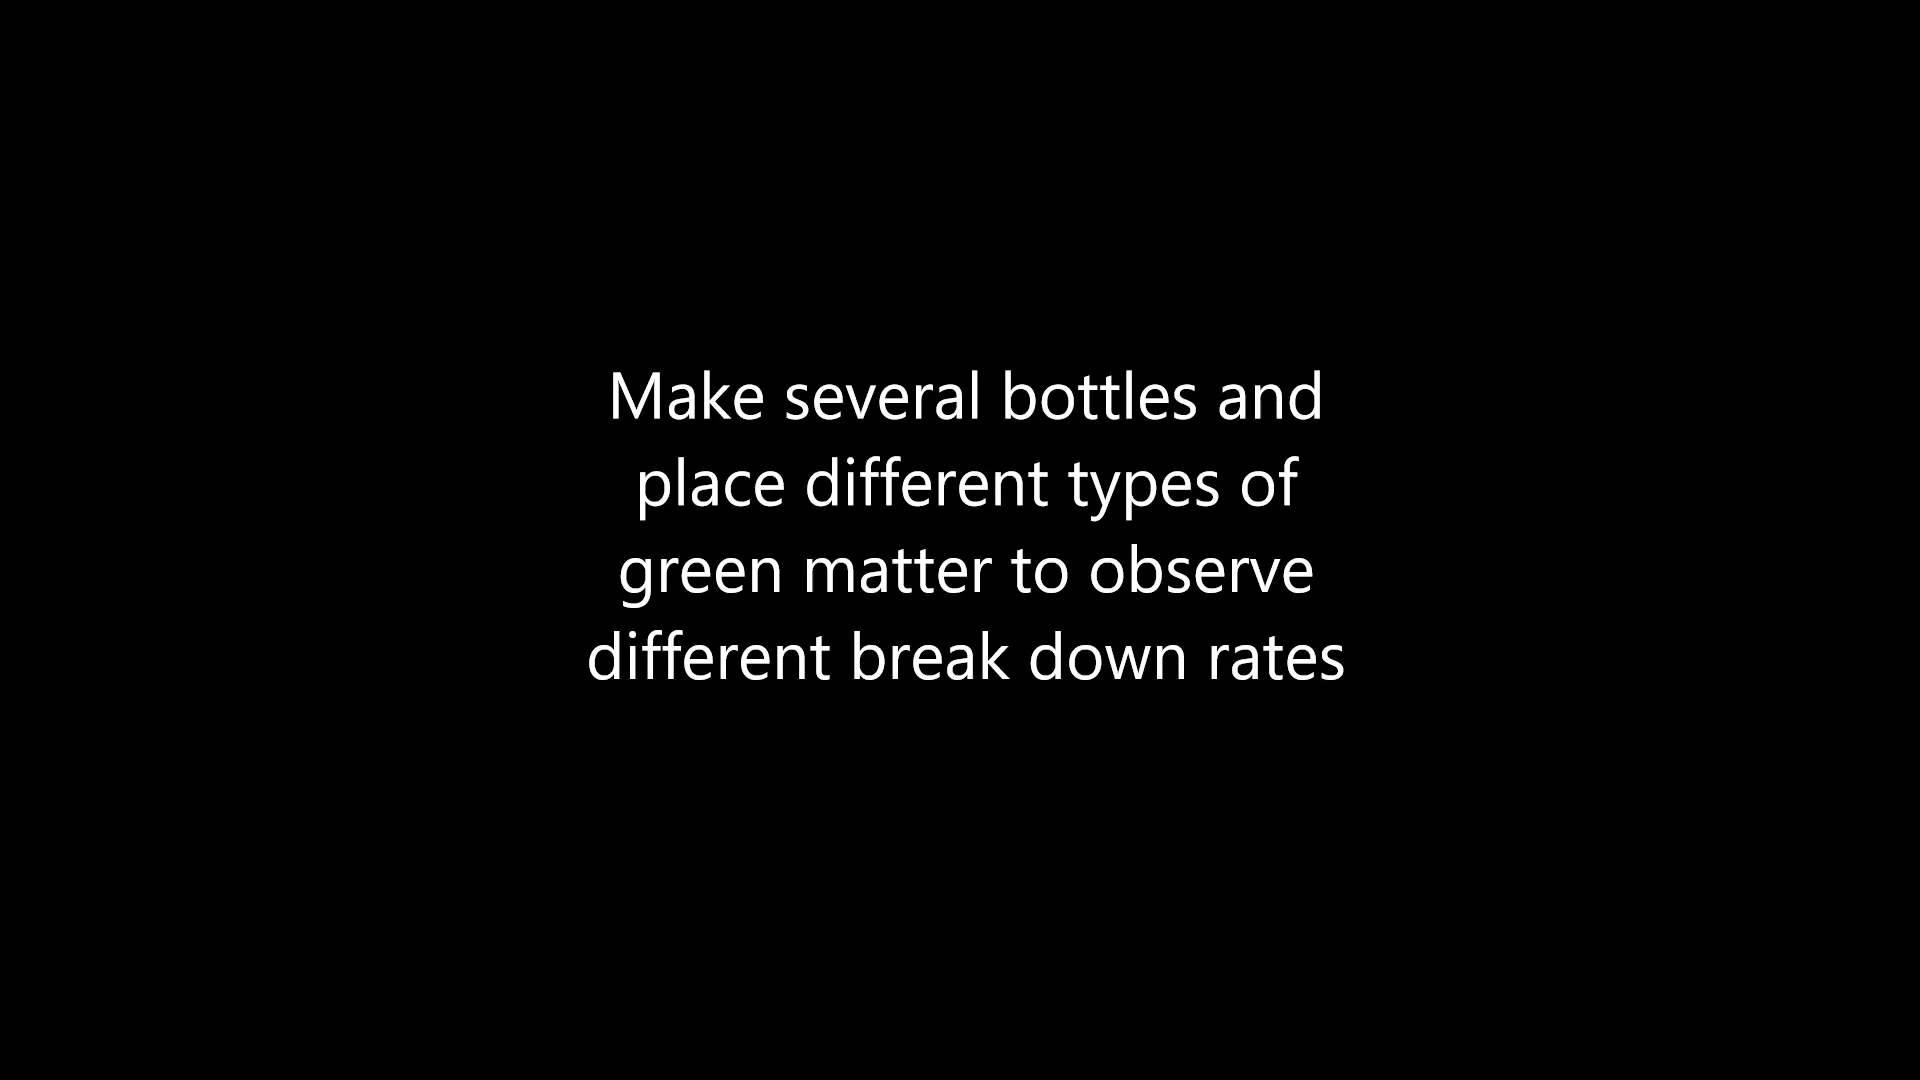 Make several bottles and
place different types of
green matter to observe
different break down rates